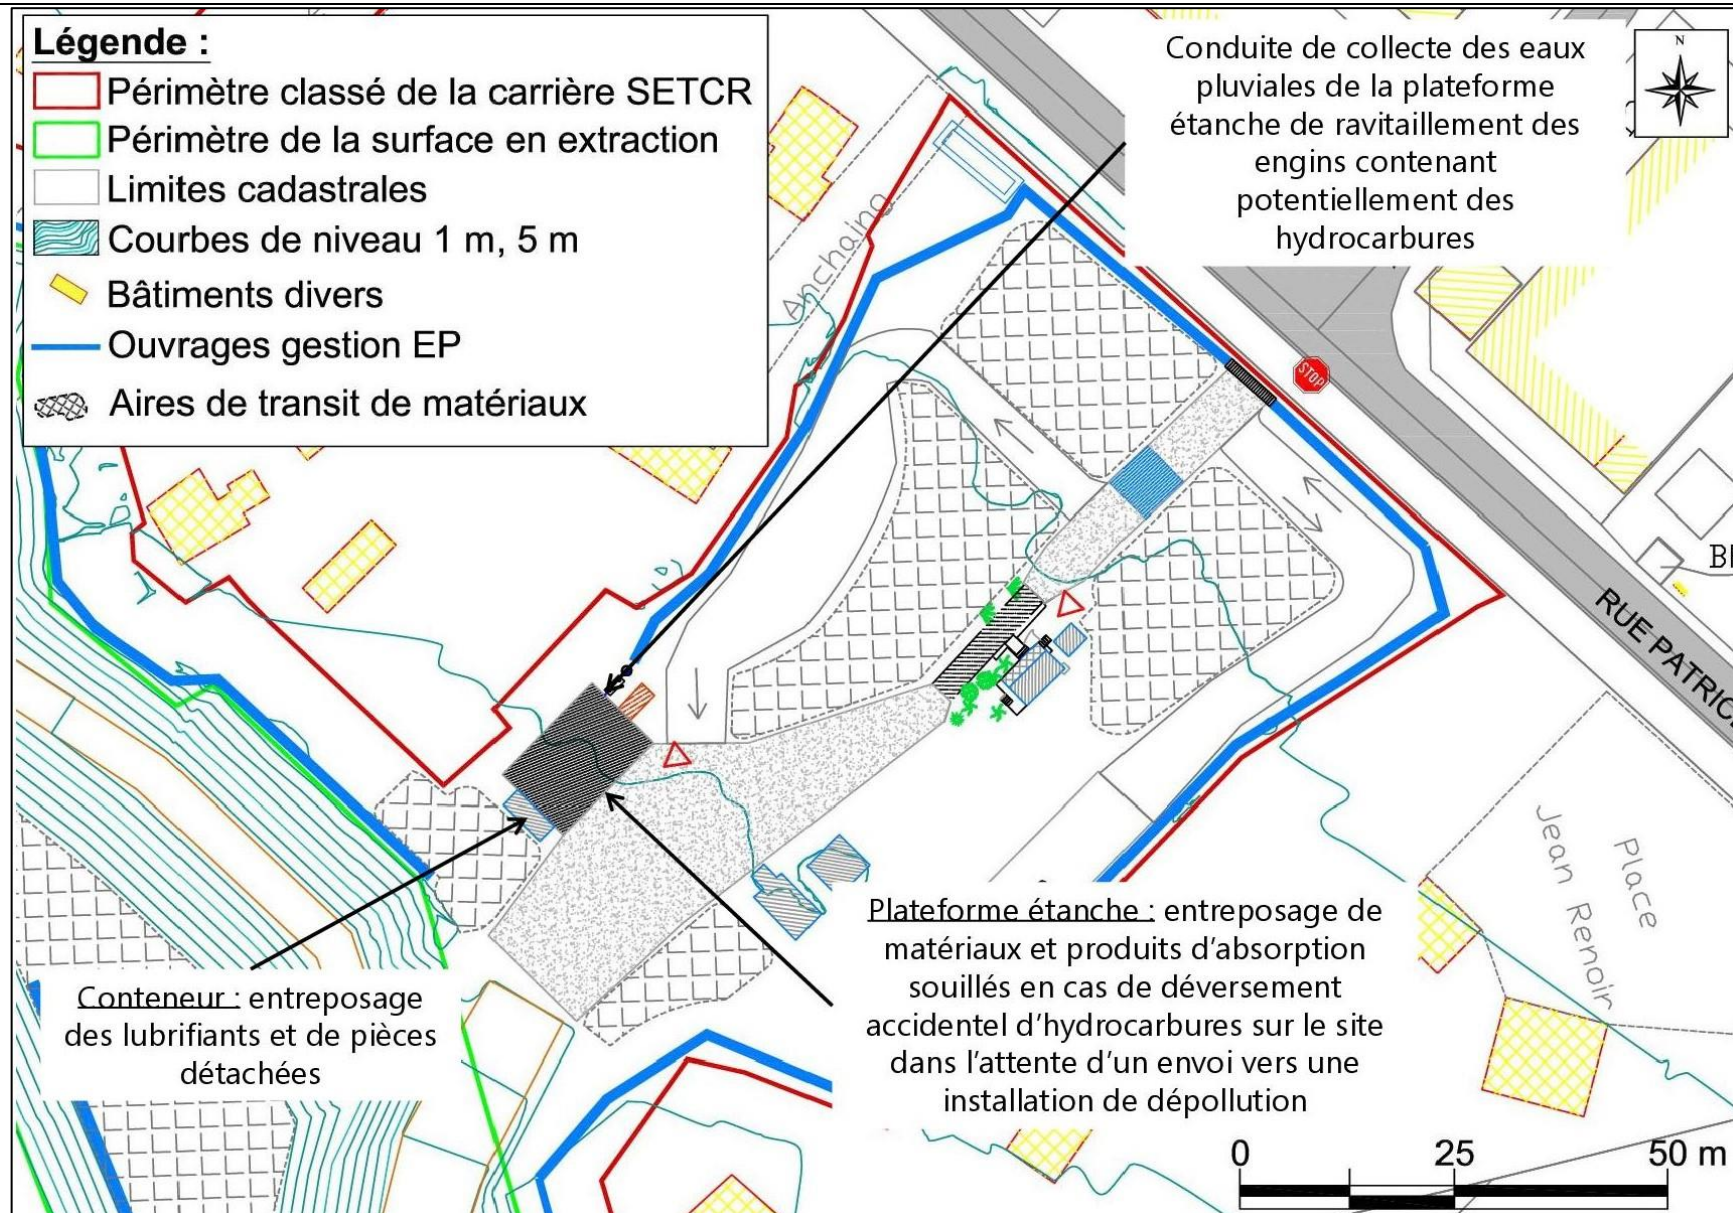 Légende :
Périmètre classé de la carrière SETCR
Périmètre de la surface en extraction
Limites cadastrales
Courbes de niveau 1 m, 5 m
Bâtiments divers
Ouvrages gestion EP
Aires de transit de matériaux
Conduite de collecte des eaux
pluviales de la plateforme
étanche de ravitaillement des
engins contenant
potentiellement des
hydrocarbures
N
Anchaing
STOP
RUE PATRIC
Place
Jean Renoir
Conteneur : entreposage
des lubrifiants et de pièces
détachées
Plateforme étanche : entreposage de
matériaux et produits d'absorption
souillés en cas de déversement
accidentel d'hydrocarbures sur le site
dans l'attente d'un envoi vers une
installation de dépollution
0 25 50 m